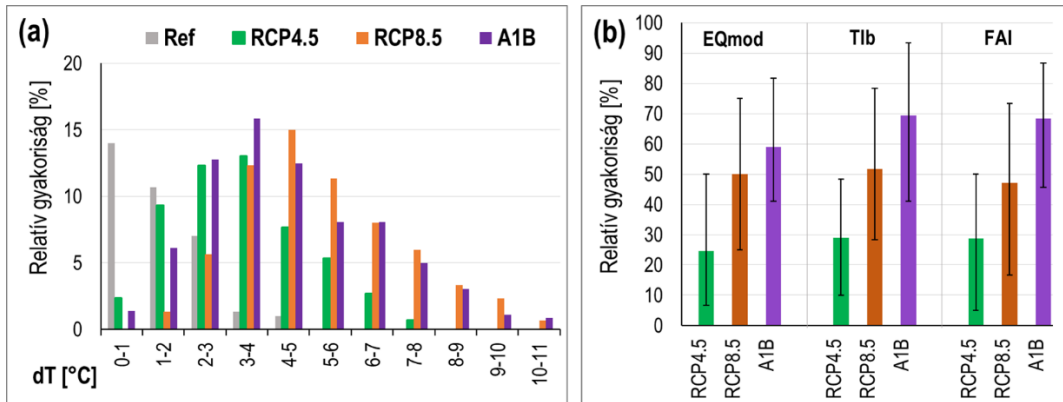 (a)
Ref RCP4.5 RCP8.5 A1B
Relatív gyakoriság [%]
20
15
10
5
0
0-1
1-2
2-3
3-4
4-5
5-6
6-7
7-8
8-9
9-10
10-11
dT [°C]
(b)
EQmod TIb FAI
Relatív gyakoriság [%]
100
90
80
70
60
50
40
30
20
10
0
RCP4.5
RCP8.5
A1B
RCP4.5
RCP8.5
A1B
RCP4.5
RCP8.5
A1B